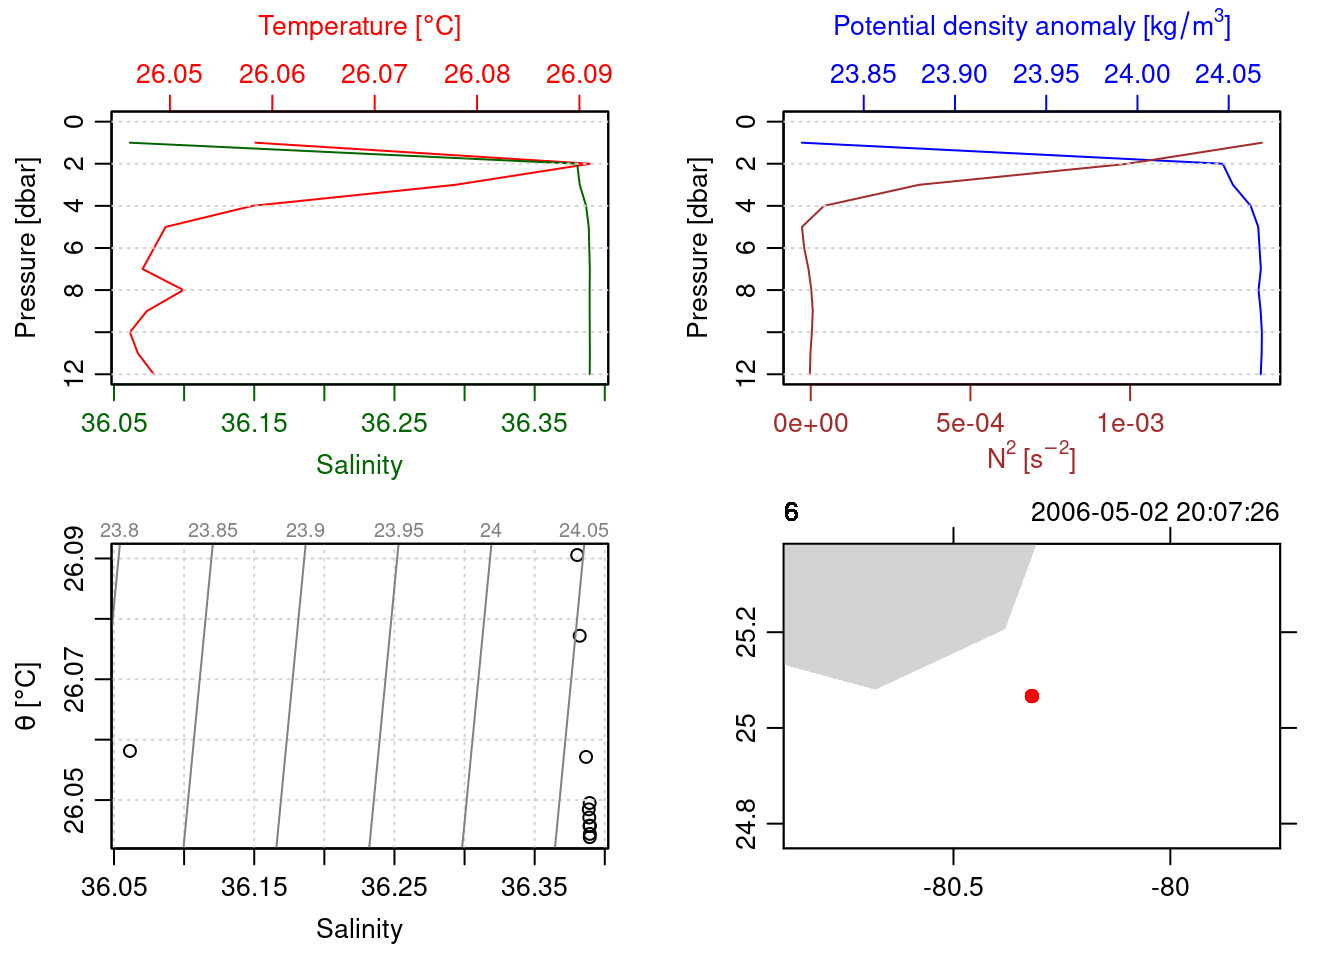 Temperature [°C]
26.05 26.06 26.07 26.08 26.09
0
2
4
6
8
12
Pressure [dbar]
36.05 36.15 36.25 36.35
Salinity
Potential density anomaly [kg/m³]
23.85 23.90 23.95 24.00 24.05
0
2
4
6
8
12
Pressure [dbar]
0e+00 5e-04 1e-03
N² [s⁻²]
23.8 23.85 23.9 23.95 24 24.05
26.09
26.07
26.05
θ [°C]
36.05 36.15 36.25 36.35
Salinity
6 2006-05-02 20:07:26
25.2
25
24.8
-80.5 -80